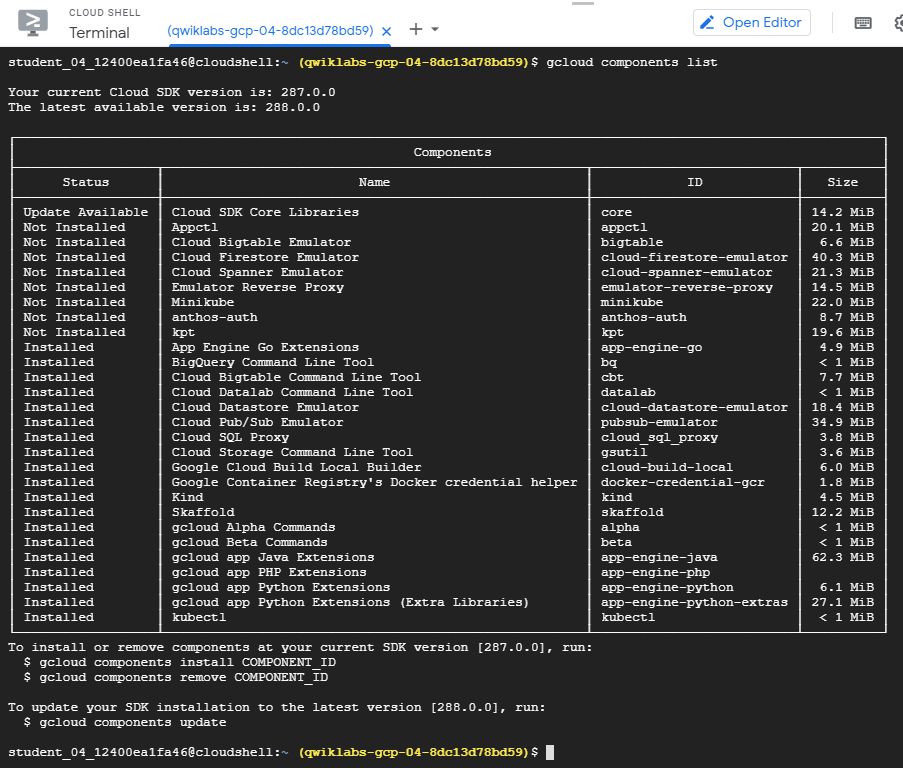 CLOUD SHELL
Terminal
(qwiklabs-gcp-04-8dc13d78bd59) × + Open Editor
student_04_12400ea1fa46@cloudshell:~ (qwiklabs-gcp-04-8dc13d78bd59)$ gcloud components list
Your current Cloud SDK version is: 287.0.0
The latest available version is: 288.0.0
Components
Status Name ID Size
Update Available Cloud SDK Core Libraries core 14.2 MiB
Not Installed Appctl appctl 20.1 MiB
Not Installed Cloud Bigtable Emulator bigtable 6.6 MiB
Not Installed Cloud Firestore Emulator cloud-firestore-emulator 40.3 MiB
Not Installed Cloud Spanner Emulator cloud-spanner-emulator 21.3 MiB
Not Installed Emulator Reverse Proxy emulator-reverse-proxy 14.5 MiB
Not Installed Minikube minikube 22.0 MiB
Not Installed anthos-auth anthos-auth 8.7 MiB
Not Installed kpt kpt 19.6 MiB
Installed App Engine Go Extensions app-engine-go 4.9 MiB
Installed BigQuery Command Line Tool bq < 1 MiB
Installed Cloud Bigtable Command Line Tool cbt 7.7 MiB
Installed Cloud Datalab Command Line Tool datalab < 1 MiB
Installed Cloud Datastore Emulator cloud-datastore-emulator 18.4 MiB
Installed Cloud Pub/Sub Emulator pubsub-emulator 34.9 MiB
Installed Cloud SQL Proxy cloud_sql_proxy 3.8 MiB
Installed Cloud Storage Command Line Tool gsutil 3.6 MiB
Installed Google Cloud Build Local Builder cloud-build-local 6.0 MiB
Installed Google Container Registry's Docker credential helper docker-credential-gcr 1.8 MiB
Installed Kind kind 4.5 MiB
Installed Skaffold skaffold 12.2 MiB
Installed gcloud Alpha Commands alpha < 1 MiB
Installed gcloud Beta Commands beta < 1 MiB
Installed gcloud app Java Extensions app-engine-java 62.3 MiB
Installed gcloud app PHP Extensions app-engine-php
Installed gcloud app Python Extensions app-engine-python 6.1 MiB
Installed gcloud app Python Extensions (Extra Libraries) app-engine-python-extras 27.1 MiB
Installed kubectl kubectl < 1 MiB
To install or remove components at your current SDK version [287.0.0], run:
$ gcloud components install COMPONENT_ID
$ gcloud components remove COMPONENT_ID
To update your SDK installation to the latest version [288.0.0], run:
$ gcloud components update
student_04_12400ea1fa46@cloudshell:~ (qwiklabs-gcp-04-8dc13d78bd59)$